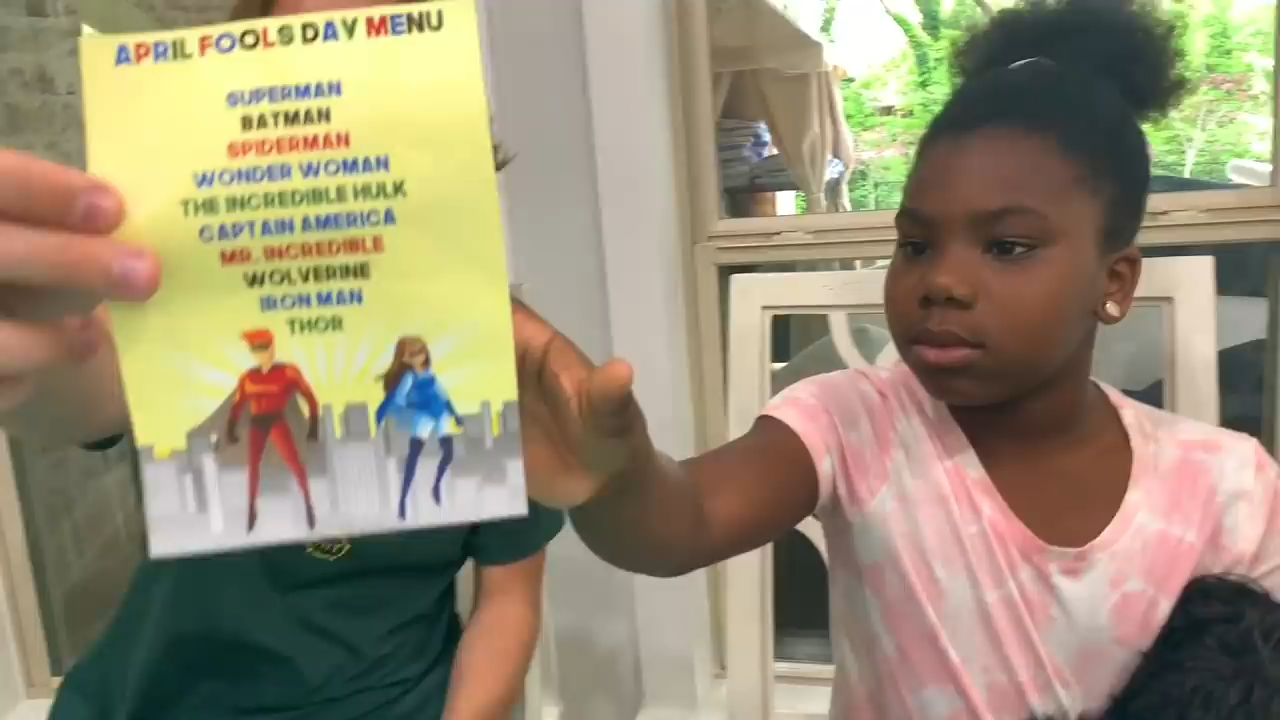 APRIL FOOLS DAY MENU
SUPERMAN
BATMAN
SPIDERMAN
WONDER WOMAN
THE INCREDIBLE HULK
CAPTAIN AMERICA
MR. INCREDIBLE
WOLVERINE
IRON MAN
THOR